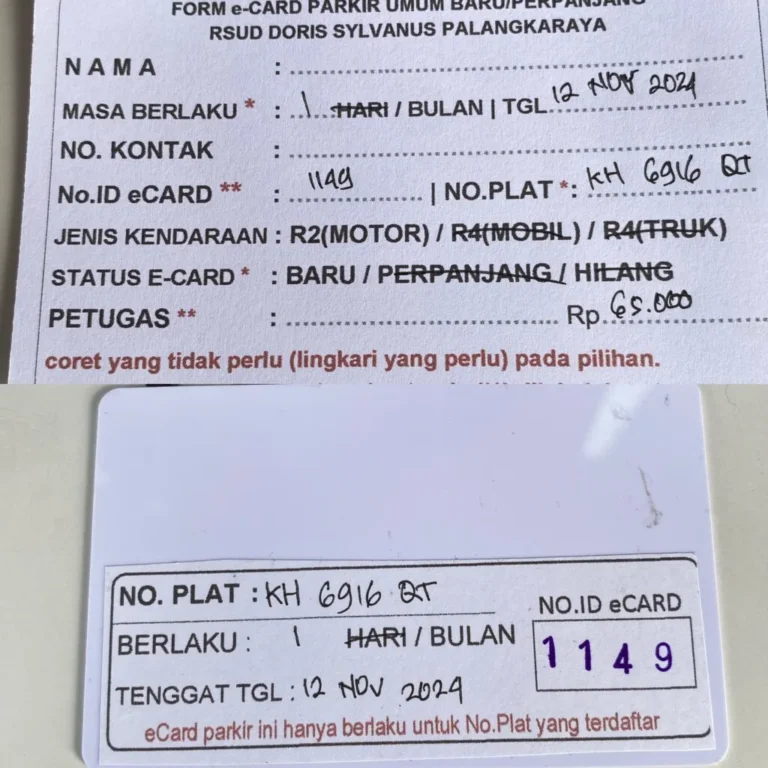 FORM e-CARD PARKIR UMUM BARU/PERPANJANG
RSUD DORIS SYLVANUS PALANGKARAYA
NAMA :
MASA BERLAKU * : 1 HARI / BULAN | TGL 12 NOV 2024
NO. KONTAK :
No.ID eCARD ** : 1149 | NO.PLAT *: KH 6916 QT
JENIS KENDARAAN : R2(MOTOR) / R4(MOBIL) / R4(TRUK)
STATUS E-CARD * : BARU / PERPANJANG / HILANG
PETUGAS ** : Rp. 65.000
coret yang tidak perlu (lingkari yang perlu) pada pilihan.
NO. PLAT : KH 6916 QT
NO.ID eCARD
BERLAKU : 1 HARI / BULAN
1149
TENGGAT TGL : 12 NOV 2024
eCard parkir ini hanya berlaku untuk No.Plat yang terdaftar